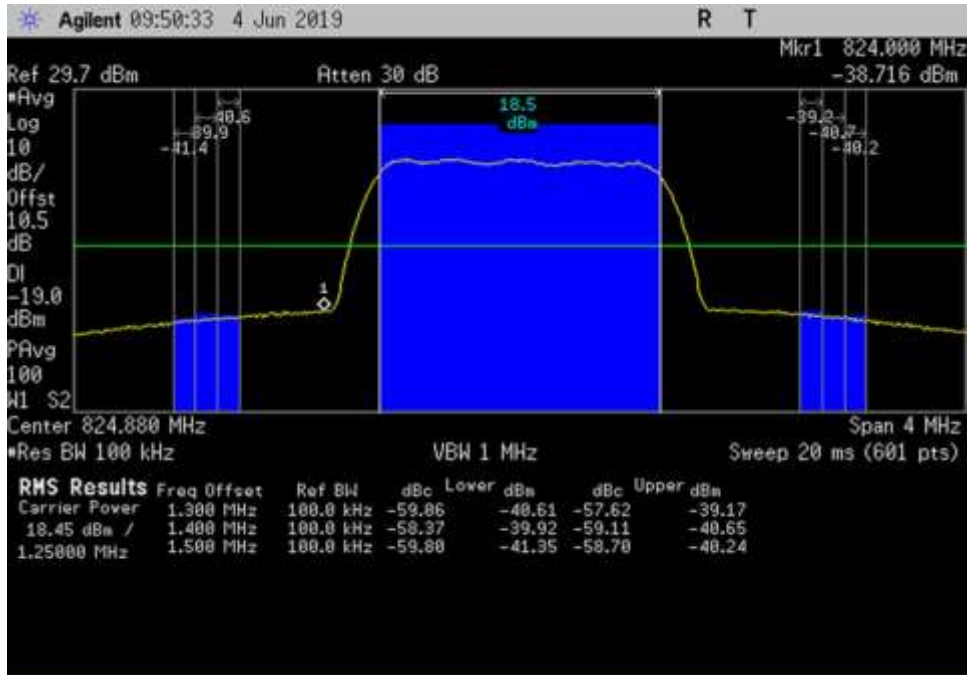 Agilent 09:50:33 4 Jun 2019 R T
Mkr1 824.000 MHz
Ref 29.7 dBm Atten 30 dB -38.716 dBm
*Avg
Log
10
dB/
Offst
10.5
dB
DI
-19.0
dBm
PAvg
100
W1 S2
18.5
dBm
-40.6
-39.9
-41.4
-39.2
-40.7
-40.2
1
Center 824.880 MHz Span 4 MHz
*Res BW 100 kHz VBW 1 MHz Sweep 20 ms (601 pts)
RMS Results Freq Offset Ref BW dBc Lower dBm dBc Upper dBm
Carrier Power 1.300 MHz 100.0 kHz -59.06 -40.61 -57.62 -39.17
18.45 dBm / 1.400 MHz 100.0 kHz -58.37 -39.92 -59.11 -40.65
1.25000 MHz 1.500 MHz 100.0 kHz -59.80 -41.35 -58.70 -40.24